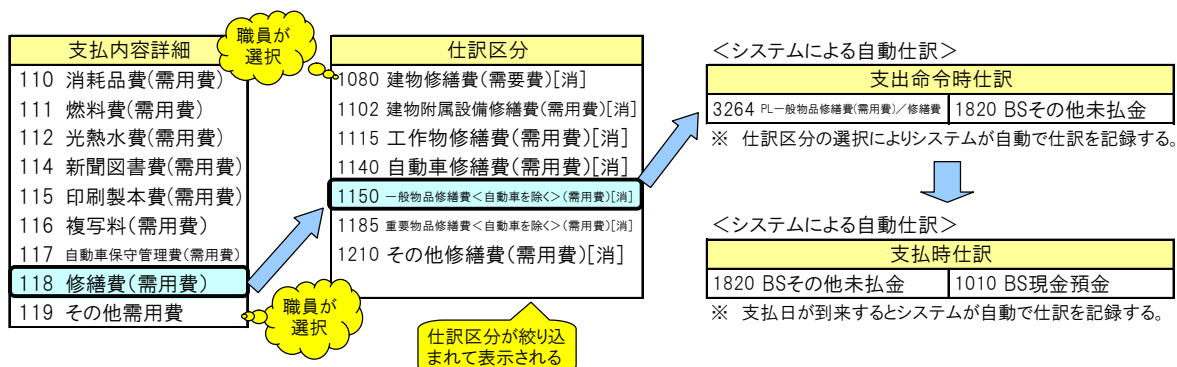 支払内容詳細
110 消耗品費(需用費)
111 燃料費(需用費)
112 光熱水費(需用費)
114 新聞図書費(需用費)
115 印刷製本費(需用費)
116 複写料(需用費)
117 自動車保守管理費(需用費)
118 修繕費(需用費)
119 その他需用費
職員が
選択
職員が
選択
仕訳区分
1080 建物修繕費(需要費)[消]
1102 建物附属設備修繕費(需用費)[消]
1115 工作物修繕費(需用費)[消]
1140 自動車修繕費(需用費)[消]
1150 一般物品修繕費<自動車を除く>(需用費)[消]
1185 重要物品修繕費<自動車を除く>(需用費)[消]
1210 その他修繕費(需用費)[消]
仕訳区分が絞り込
まれて表示される
<システムによる自動仕訳>
支出命令時仕訳
3264 PL一般物品修繕費(需用費)/修繕費 1820 BSその他未払金
※ 仕訳区分の選択によりシステムが自動で仕訳を記録する。
<システムによる自動仕訳>
支払時仕訳
1820 BSその他未払金 1010 BS現金預金
※ 支払日が到来するとシステムが自動で仕訳を記録する。